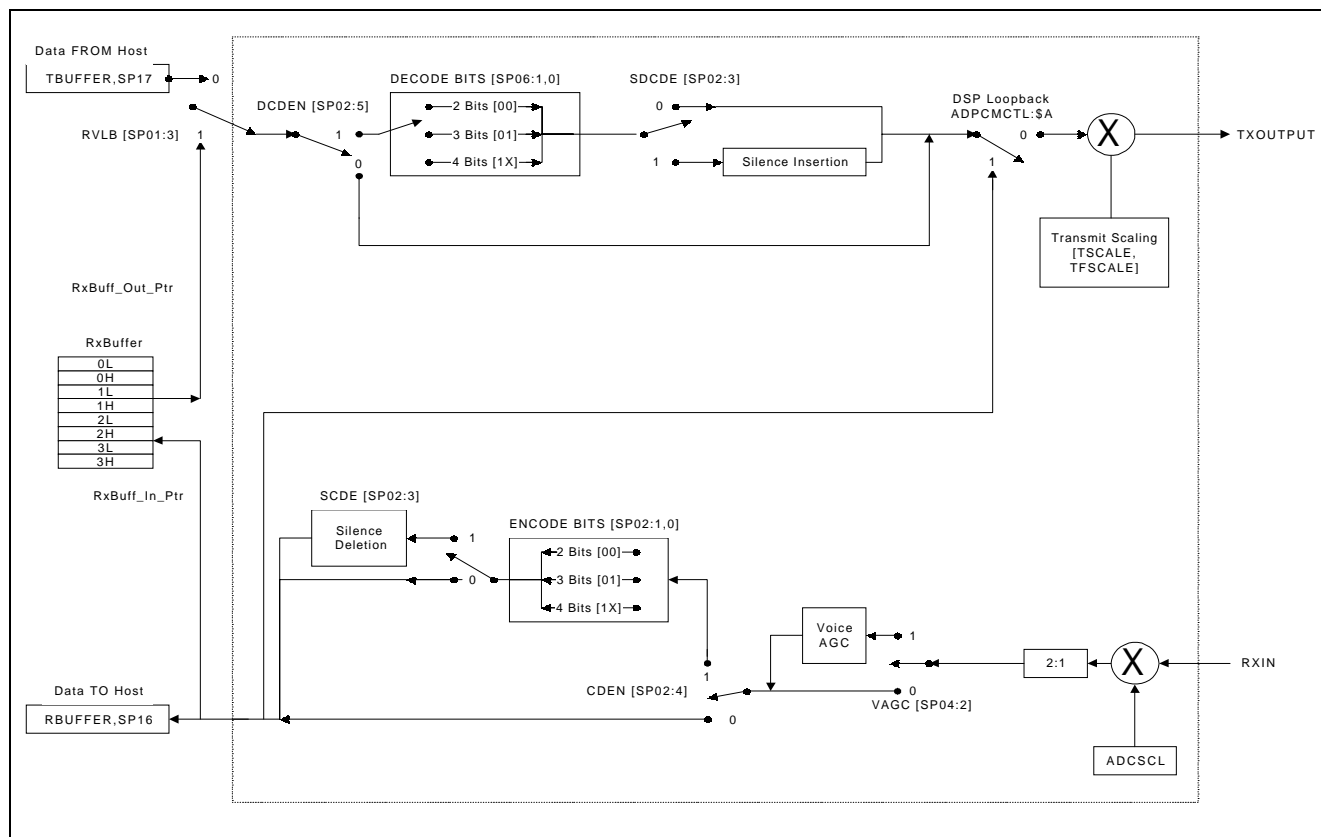 Data FROM Host
TBUFFER,SP17
0
RVLB [SP01:3]
1
DCDEN [SP02:5]
1
0
DECODE BITS [SP06:1,0]
2 Bits [00]
3 Bits [01]
4 Bits [1X]
SDCDE [SP02:3]
0
1
Silence Insertion
DSP Loopback
ADPCMCTL:$A
0
1
X
TXOUTPUT
Transmit Scaling
[TSCALE,
TFSCALE]
RxBuff_Out_Ptr
RxBuffer
0L
0H
1L
1H
2L
2H
3L
3H
RxBuff_In_Ptr
SCDE [SP02:3]
Silence
Deletion
1
0
ENCODE BITS [SP02:1,0]
2 Bits [00]
3 Bits [01]
4 Bits [1X]
Voice
AGC
1
0
VAGC [SP04:2]
2:1
X
RXIN
ADCSCL
CDEN [SP02:4]
1
0
Data TO Host
RBUFFER,SP16